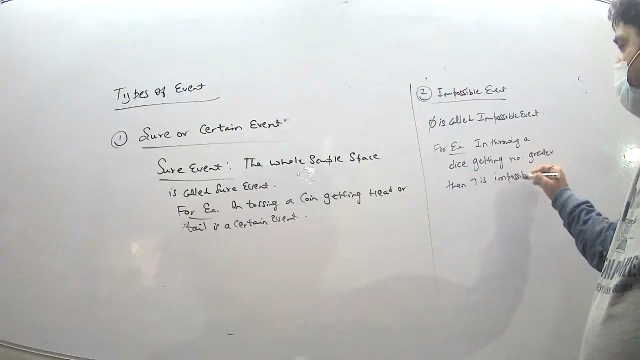 Types of Event
① Sure or Certain Event
Sure Event: The Whole Sample Space
is called Sure Event.
For Ex. In tossing a Coin getting Head or
tail is a Certain Event.
② Impossible Event
∅ is called Impossible Event
For Ex. In throwing a
dice getting no greater
then 7 is impossible